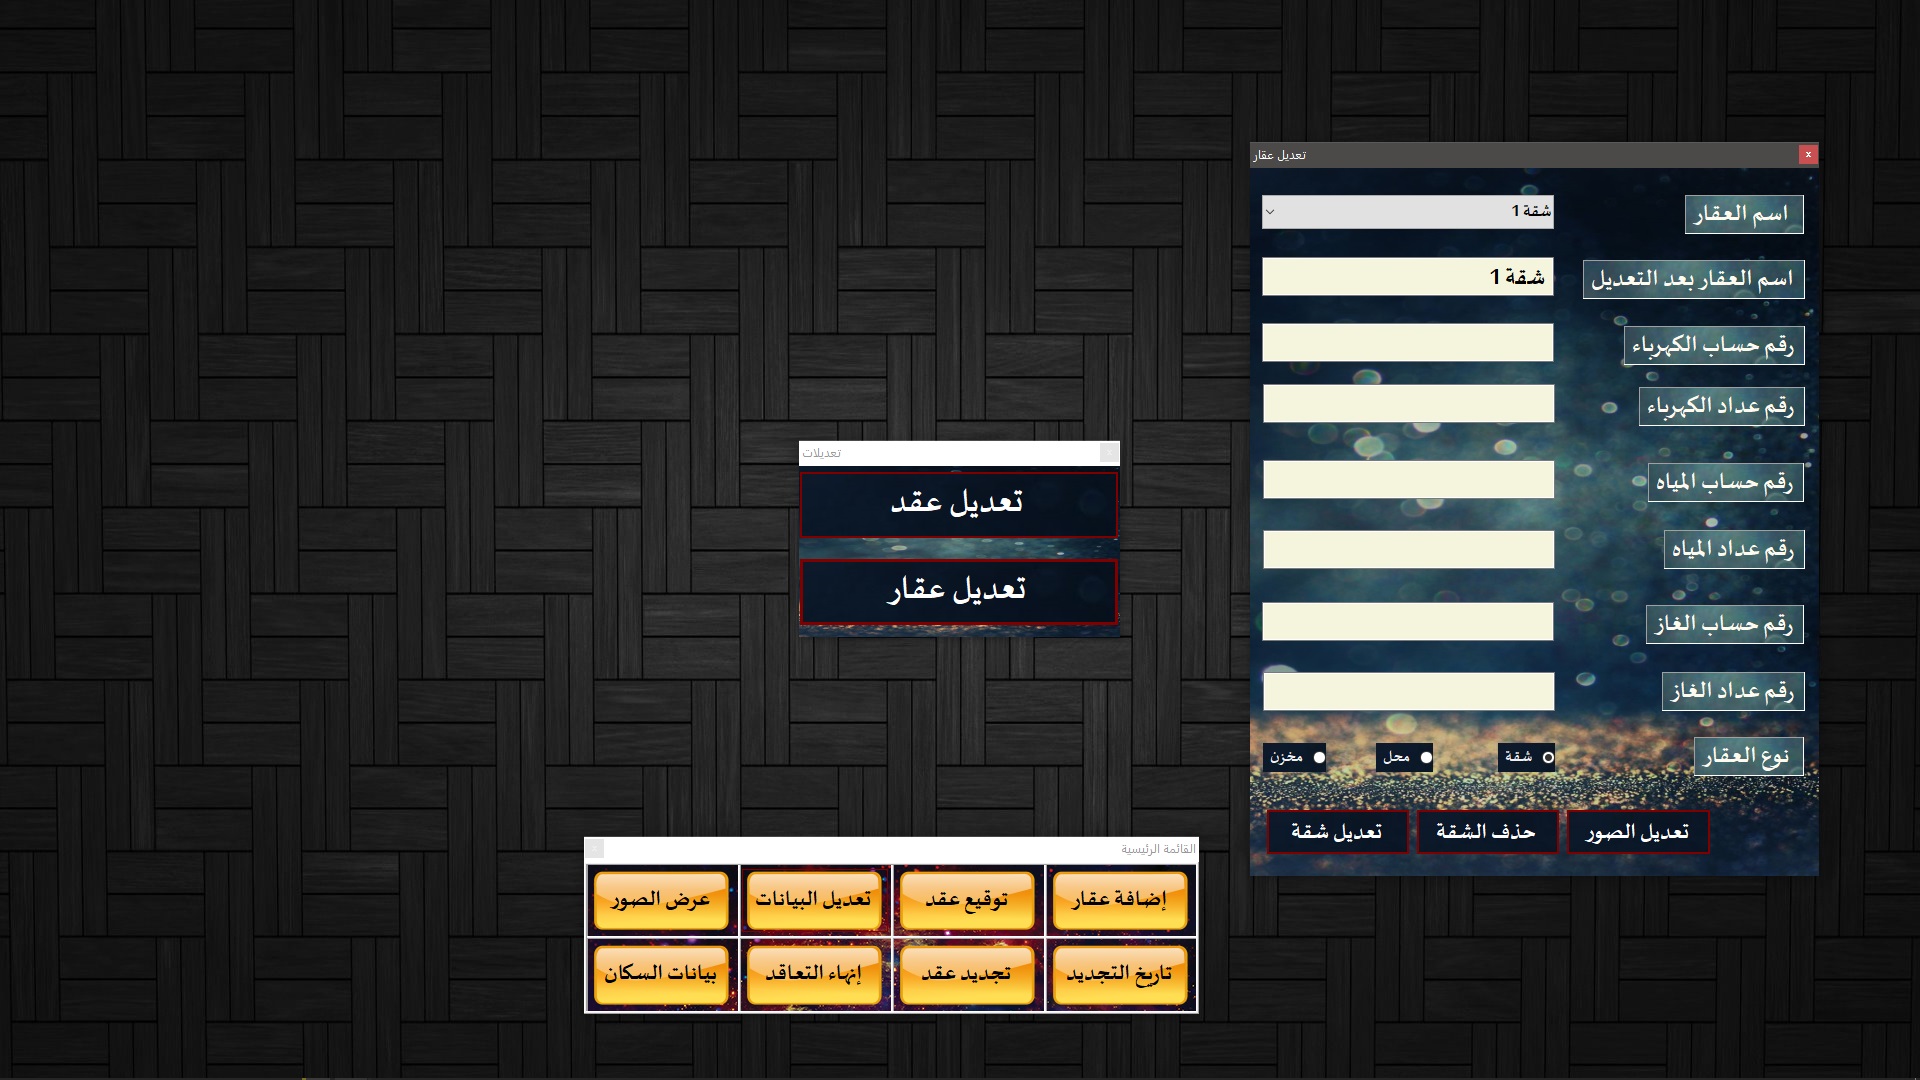 تعديل عقار
x
اسم العقار
شقة 1
اسم العقار بعد التعديل
شقة 1
رقم حساب الكهرباء
رقم عداد الكهرباء
رقم حساب المياه
رقم عداد المياه
رقم حساب الغاز
رقم عداد الغاز
نوع العقار
شقة
محل
مخزن
تعديل الصور
حذف الشقة
تعديل شقة
تعديلات
x
تعديل عقد
تعديل عقار
القائمة الرئيسية
x
إضافة عقار
توقيع عقد
تعديل البيانات
عرض الصور
تاريخ التجديد
تجديد عقد
إنهاء التعاقد
بيانات السكان